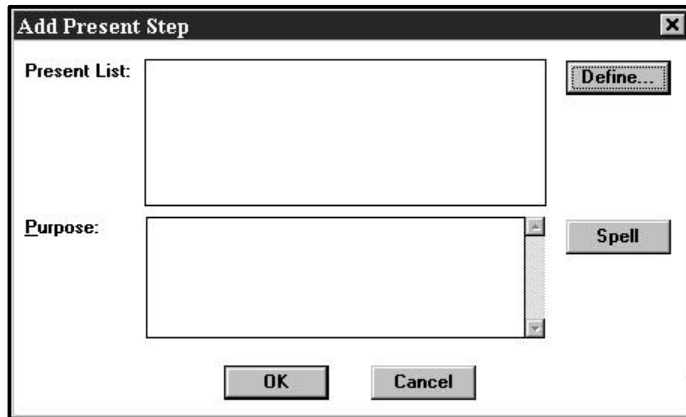 Add Present Step
Present List:
Define...
Purpose:
Spell
OK
Cancel